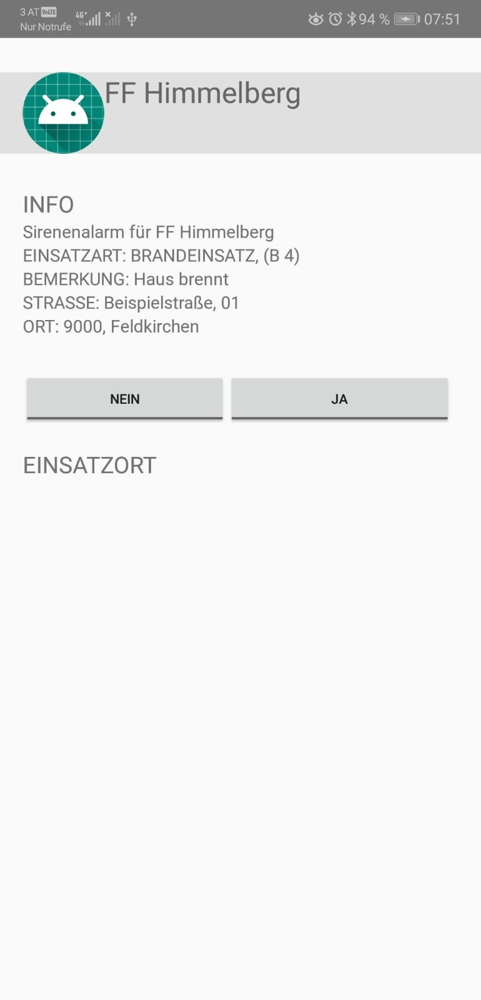 3 AT VoLTE
Nur Notrufe
4G+
94 %
07:51
FF Himmelberg
INFO
Sirenenalarm für FF Himmelberg
EINSATZART: BRANDEINSATZ, (B 4)
BEMERKUNG: Haus brennt
STRASSE: Beispielstraße, 01
ORT: 9000, Feldkirchen
NEIN
JA
EINSATZORT